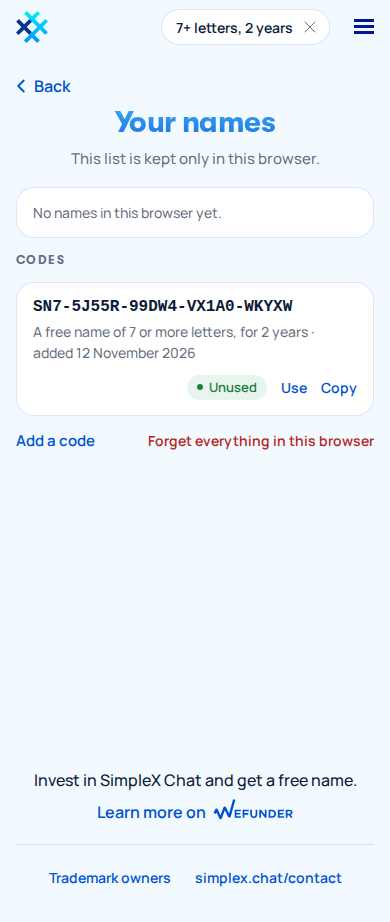 7+ letters, 2 years
Back
Your names
This list is kept only in this browser.
No names in this browser yet.
CODES
SN7-5J55R-99DW4-VX1A0-WKYXW
A free name of 7 or more letters, for 2 years ·
added 12 November 2026
Unused
Use
Copy
Add a code
Forget everything in this browser
Invest in SimpleX Chat and get a free name.
Learn more on WEFUNDER
Trademark owners
simplex.chat/contact